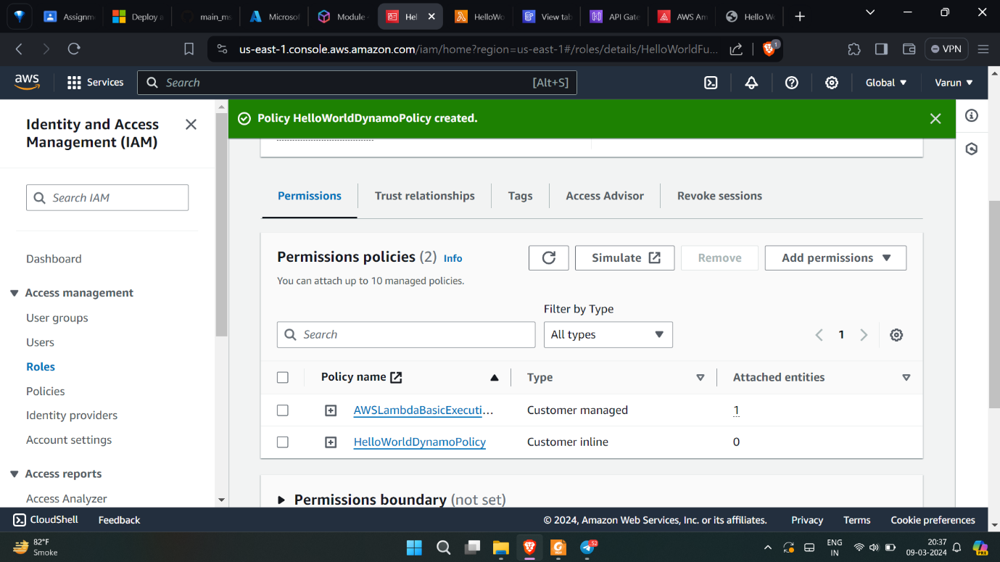 Assignm
Deploy a
main_ms
Microsof
Module
Hel
HelloWo
View tab
API Gate
AWS Am
Hello W
us-east-1.console.aws.amazon.com/iam/home?region=us-east-1#/roles/details/HelloWorldFu...
1
VPN
aws
Services
Search
[Alt+S]
Global
Varun
Identity and Access
Management (IAM)
Policy HelloWorldDynamoPolicy created.
Search IAM
Dashboard
Access management
User groups
Users
Roles
Policies
Identity providers
Account settings
Access reports
Access Analyzer
Permissions
Trust relationships
Tags
Access Advisor
Revoke sessions
Permissions policies (2) Info
Simulate
Remove
Add permissions
You can attach up to 10 managed policies.
Filter by Type
Search
All types
1
Policy name
Type
Attached entities
AWSLambdaBasicExecuti...
Customer managed
1
HelloWorldDynamoPolicy
Customer inline
0
Permissions boundary (not set)
CloudShell
Feedback
© 2024, Amazon Web Services, Inc. or its affiliates.
Privacy
Terms
Cookie preferences
82°F
Smoke
52
ENG
IN
20:37
09-03-2024
PRE